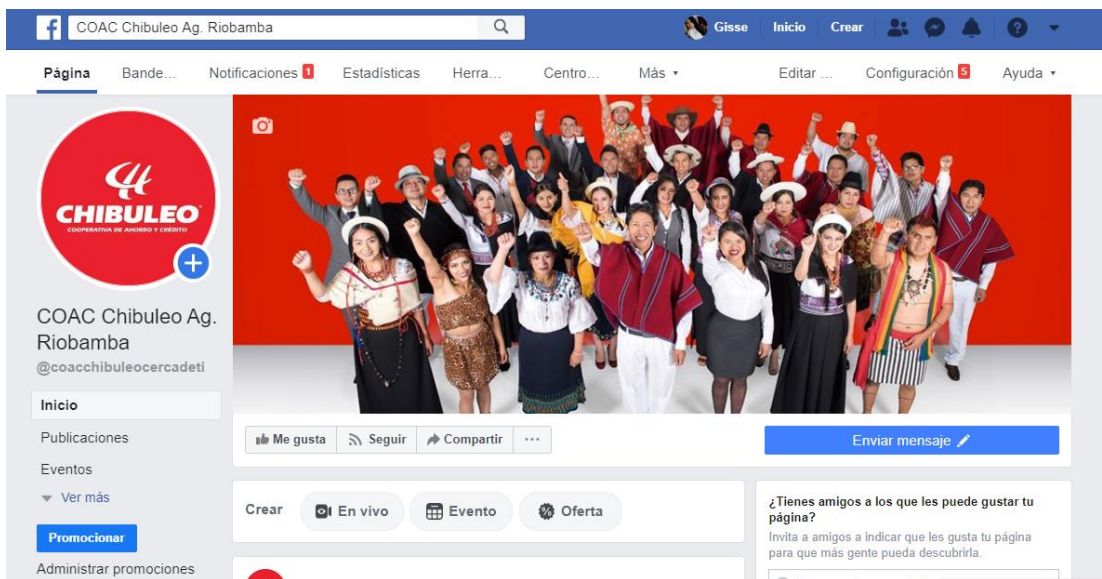 COAC Chibuleo Ag. Riobamba
Gisse Inicio Crear
Página Bande... Notificaciones 1 Estadísticas Herra... Centro... Más Editar ... Configuración 5 Ayuda
CHIBULEO
COOPERATIVA DE AHORRO Y CRÉDITO
COAC Chibuleo Ag.
Riobamba
@coacchibuleocercadeti
Inicio
Publicaciones
Eventos
Ver más
Promocionar
Administrar promociones
Me gusta Seguir Compartir ...
Enviar mensaje
Crear En vivo Evento Oferta
¿Tienes amigos a los que les puede gustar tu
página?
Invita a amigos a indicar que les gusta tu página
para que más gente pueda descubrirla.